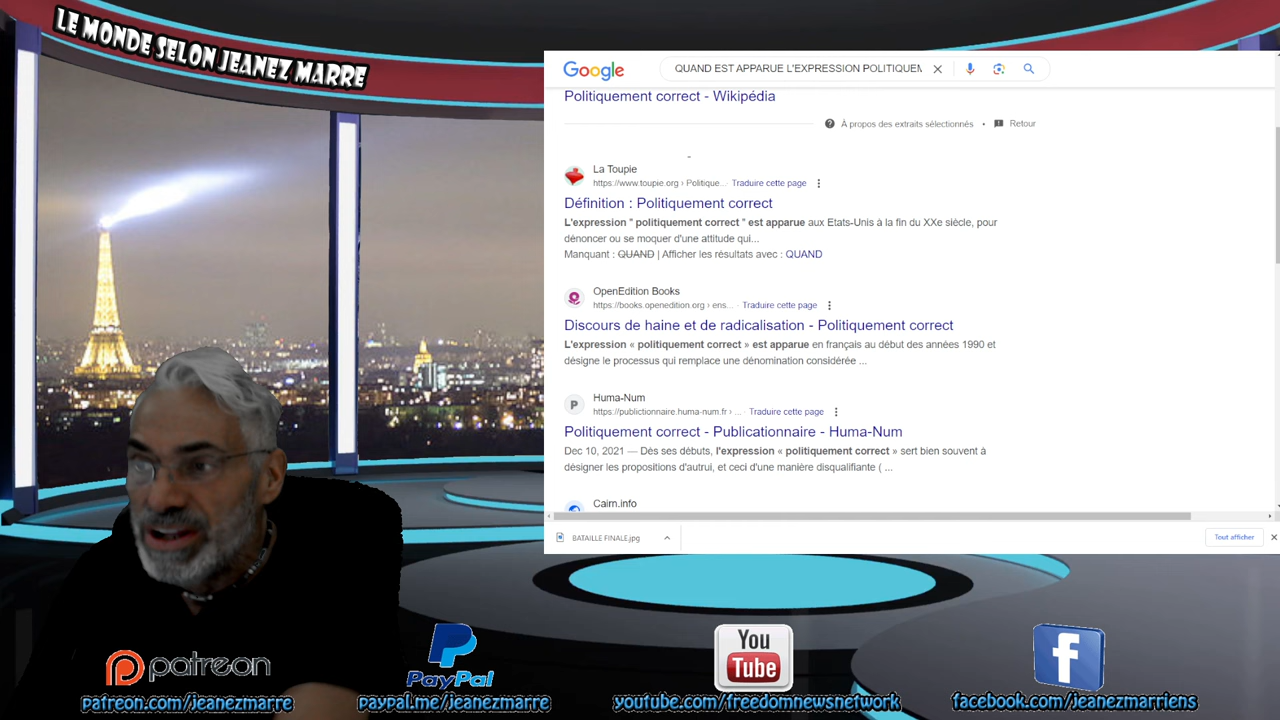 LE MONDE SELON JEANEZ MARRE
Google
QUAND EST APPARUE L'EXPRESSION POLITIQUEM
Politiquement correct - Wikipédia
À propos des extraits sélectionnés • Retour
La Toupie
https://www.toupie.org › Politique... · Traduire cette page
Définition : Politiquement correct
L'expression " politiquement correct " est apparue aux Etats-Unis à la fin du XXe siècle, pour
dénoncer ou se moquer d'une attitude qui...
Manquant : QUAND | Afficher les résultats avec : QUAND
OpenEdition Books
https://books.openedition.org › ens... · Traduire cette page
Discours de haine et de radicalisation - Politiquement correct
L'expression « politiquement correct » est apparue en français au début des années 1990 et
désigne le processus qui remplace une dénomination considérée ...
P
Huma-Num
https://publictionnaire.huma-num.fr › ... · Traduire cette page
Politiquement correct - Publicationnaire - Huma-Num
Dec 10, 2021 — Dès ses débuts, l'expression « politiquement correct » sert bien souvent à
désigner les propositions d'autrui, et ceci d'une manière disqualifiante ( ...
Cairn.info
BATAILLE FINALE.jpg
Tout afficher
patreon
PayPal
You
Tube
f
patreon.com/jeanezmarre
paypal.me/jeanezmarre
youtube.com/freedomnewsnetwork
facebook.com/jeanezmarriens